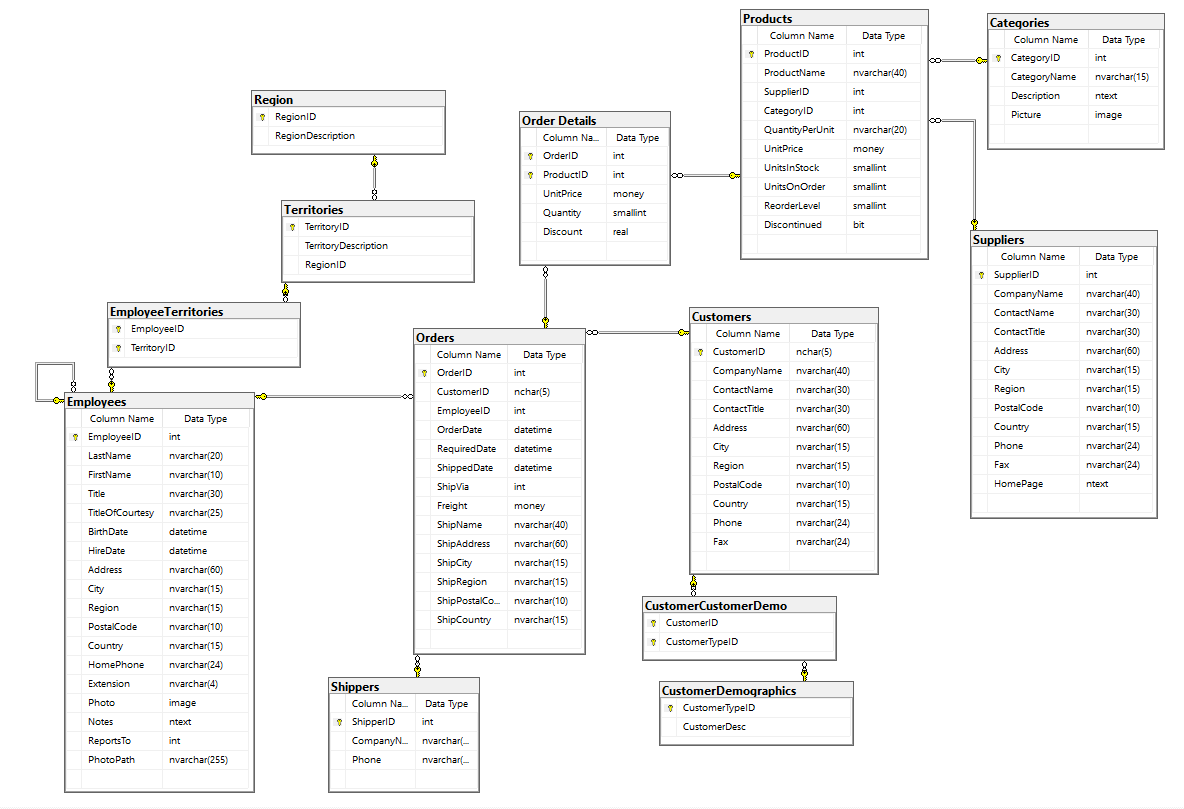 Region
RegionID
RegionDescription
Territories
TerritoryID
TerritoryDescription
RegionID
EmployeeTerritories
EmployeeID
TerritoryID
Employees
Column Name Data Type
EmployeeID int
LastName nvarchar(20)
FirstName nvarchar(10)
Title nvarchar(30)
TitleOfCourtesy nvarchar(25)
BirthDate datetime
HireDate datetime
Address nvarchar(60)
City nvarchar(15)
Region nvarchar(15)
PostalCode nvarchar(10)
Country nvarchar(15)
HomePhone nvarchar(24)
Extension nvarchar(4)
Photo image
Notes ntext
ReportsTo int
PhotoPath nvarchar(255)
Order Details
Column Na... Data Type
OrderID int
ProductID int
UnitPrice money
Quantity smallint
Discount real
Orders
Column Name Data Type
OrderID int
CustomerID nchar(5)
EmployeeID int
OrderDate datetime
RequiredDate datetime
ShippedDate datetime
ShipVia int
Freight money
ShipName nvarchar(40)
ShipAddress nvarchar(60)
ShipCity nvarchar(15)
ShipRegion nvarchar(15)
ShipPostalCo... nvarchar(10)
ShipCountry nvarchar(15)
Shippers
Column Na... Data Type
ShipperID int
CompanyN... nvarchar(...
Phone nvarchar(...
Products
Column Name Data Type
ProductID int
ProductName nvarchar(40)
SupplierID int
CategoryID int
QuantityPerUnit nvarchar(20)
UnitPrice money
UnitsInStock smallint
UnitsOnOrder smallint
ReorderLevel smallint
Discontinued bit
Customers
Column Name Data Type
CustomerID nchar(5)
CompanyName nvarchar(40)
ContactName nvarchar(30)
ContactTitle nvarchar(30)
Address nvarchar(60)
City nvarchar(15)
Region nvarchar(15)
PostalCode nvarchar(10)
Country nvarchar(15)
Phone nvarchar(24)
Fax nvarchar(24)
CustomerCustomerDemo
CustomerID
CustomerTypeID
CustomerDemographics
CustomerTypeID
CustomerDesc
Categories
Column Name Data Type
CategoryID int
CategoryName nvarchar(15)
Description ntext
Picture image
Suppliers
Column Name Data Type
SupplierID int
CompanyName nvarchar(40)
ContactName nvarchar(30)
ContactTitle nvarchar(30)
Address nvarchar(60)
City nvarchar(15)
Region nvarchar(15)
PostalCode nvarchar(10)
Country nvarchar(15)
Phone nvarchar(24)
Fax nvarchar(24)
HomePage ntext